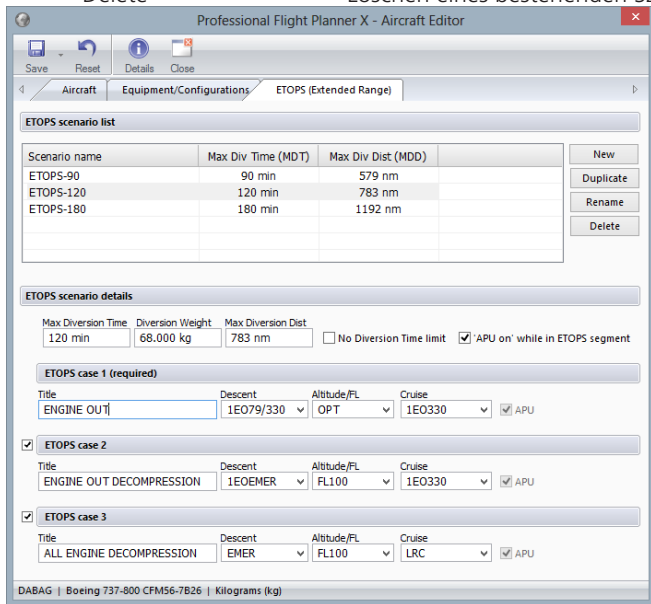 Delete Löschen eines bestehenden
Professional Flight Planner X - Aircraft Editor
Save Reset Details Close
Aircraft Equipment/Configurations ETOPS (Extended Range)
ETOPS scenario list
Scenario name Max Div Time (MDT) Max Div Dist (MDD)
New
ETOPS-90 90 min 579 nm
Duplicate
ETOPS-120 120 min 783 nm
Rename
ETOPS-180 180 min 1192 nm
Delete
ETOPS scenario details
Max Diversion Time Diversion Weight Max Diversion Dist
120 min 68.000 kg 783 nm No Diversion Time limit 'APU on' while in ETOPS segment
ETOPS case 1 (required)
Title Descent Altitude/FL Cruise
ENGINE OUT 1EO79/330 OPT 1EO330 APU
ETOPS case 2
Title Descent Altitude/FL Cruise
ENGINE OUT DECOMPRESSION 1EOEMER FL100 1EO330 APU
ETOPS case 3
Title Descent Altitude/FL Cruise
ALL ENGINE DECOMPRESSION EMER FL100 LRC APU
DABAG | Boeing 737-800 CFM56-7B26 | Kilograms (kg)